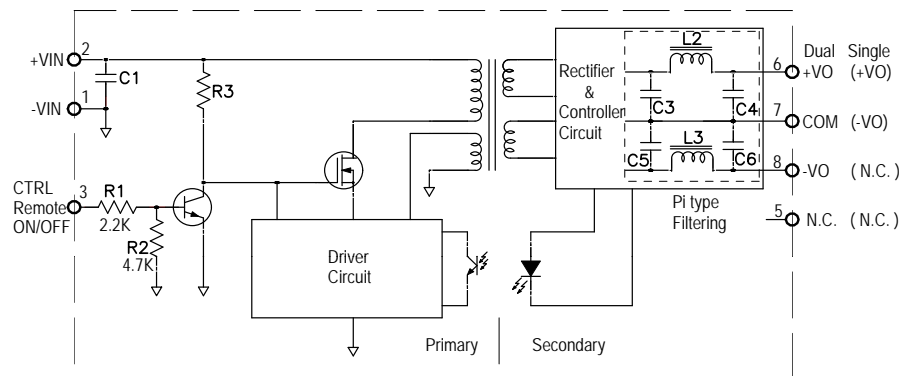 L2
Dual Single
2
+VIN
C1
R3
Rectifier
&
Controller
Circuit
6
+VO (+VO)
C3
C4
7
COM (-VO)
1
-VIN
L3
C5
C6
8
-VO (N.C.)
CTRL
Remote
ON/OFF
3
R1
2.2K
R2
4.7K
Pi type
Filtering
5
N.C. (N.C.)
Driver
Circuit
Primary
Secondary